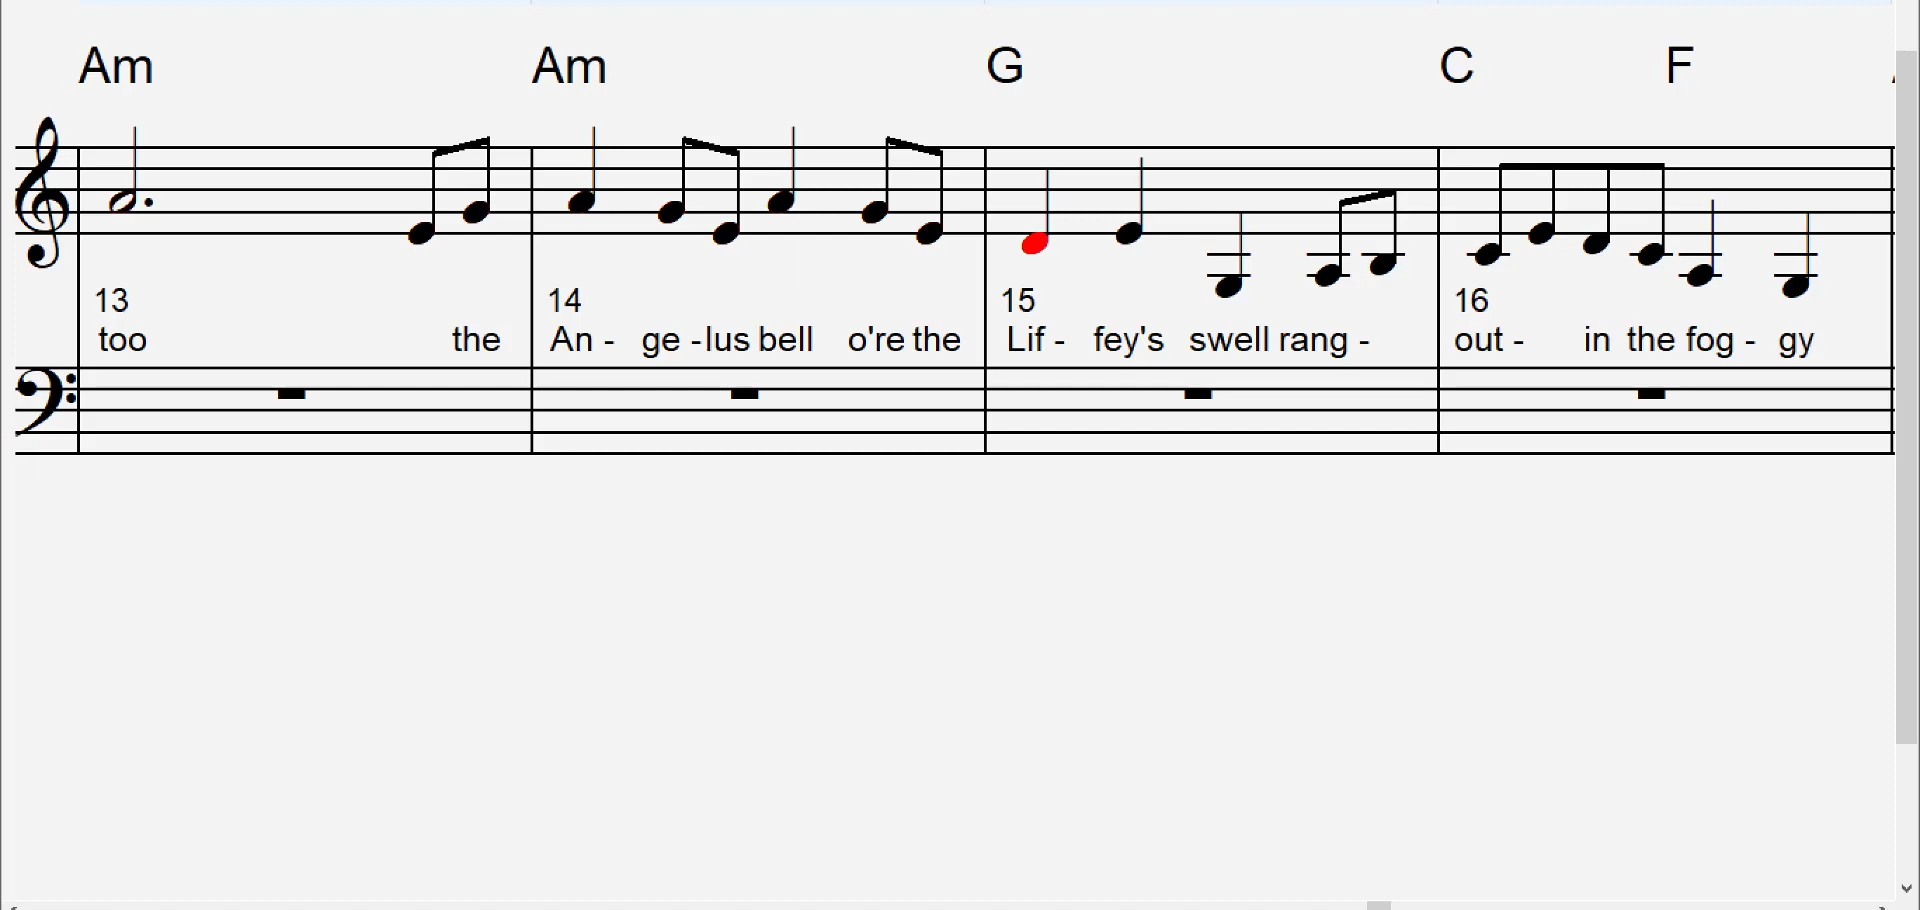 Am Am G C F
13 14 15 16
too the An - ge - lus bell o're the Lif - fey's swell rang - out - in the fog - gy